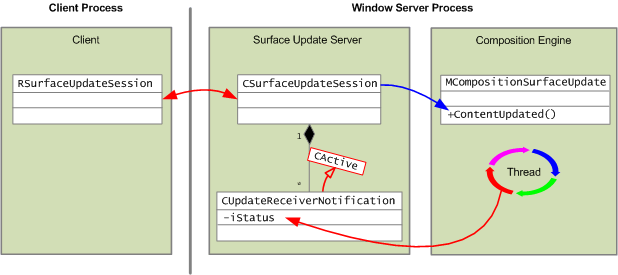 Client Process
Window Server Process
Client
Surface Update Server
Composition Engine
RSurfaceUpdateSession
CSurfaceUpdateSession
MCompositionSurfaceUpdate
+ContentUpdated()
1
CActive
*
CUpdateReceiverNotification
-iStatus
Thread